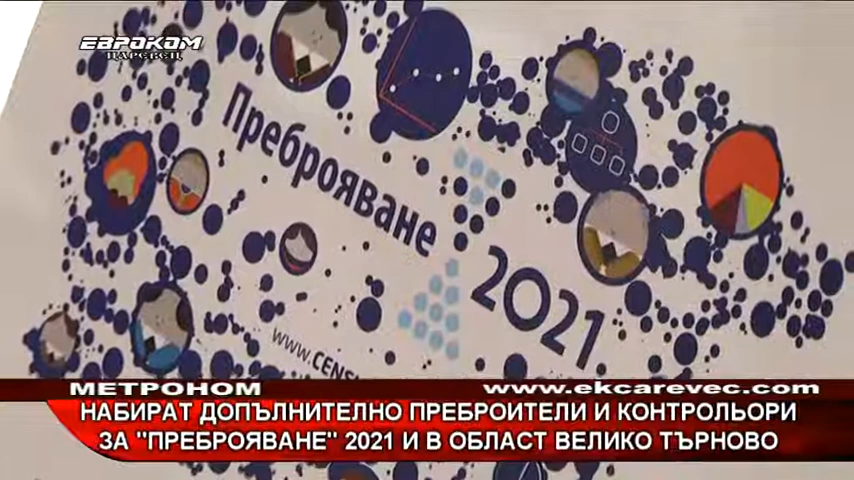 ЕВРОКОМ
ЦАРЕВЕЦ
Преброяване
2021
WWW.CENS
МЕТРОНОМ
www.ekcarevec.com
НАБИРАТ ДОПЪЛНИТЕЛНО ПРЕБРОИТЕЛИ И КОНТРОЛЬОРИ
ЗА "ПРЕБРОЯВАНЕ" 2021 И В ОБЛАСТ ВЕЛИКО ТЪРНОВО